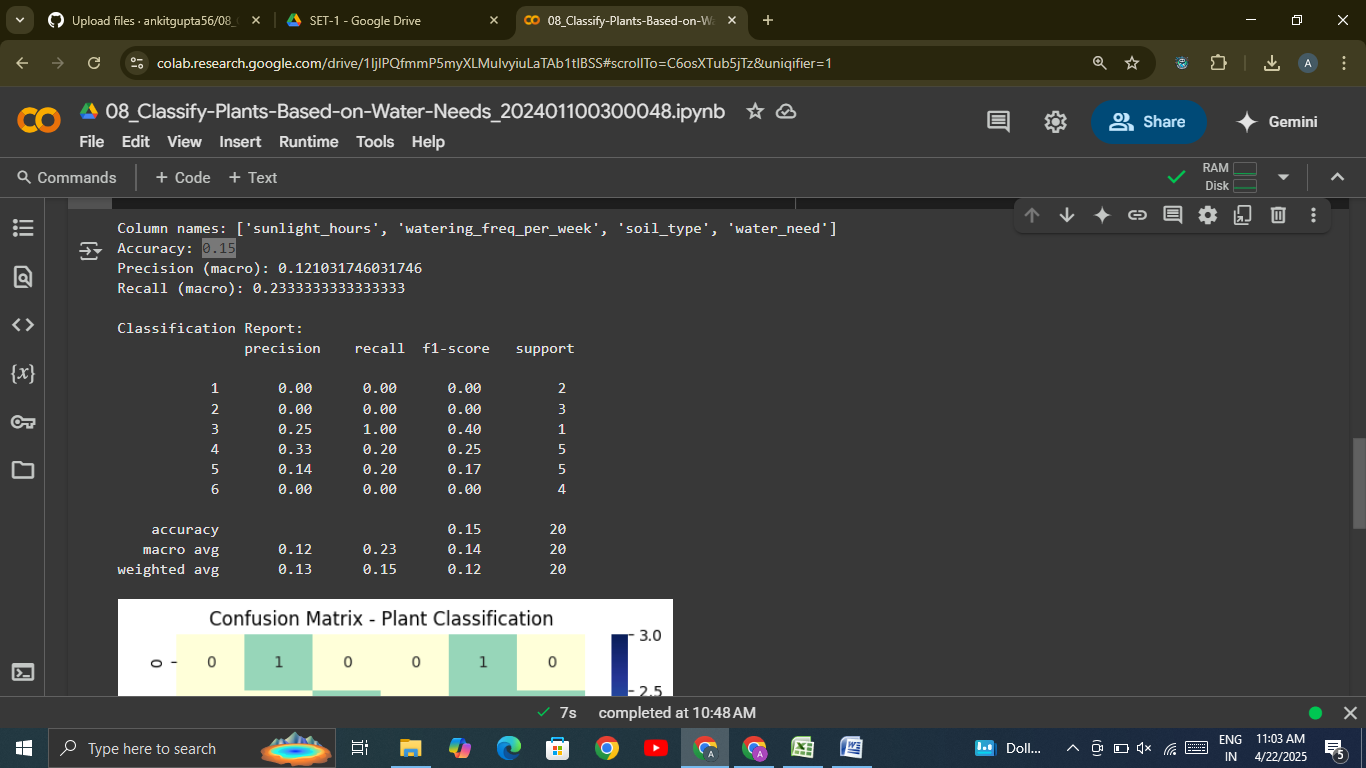 Upload files · ankitgupta56/08_
SET-1 - Google Drive
08_Classify-Plants-Based-on-Wa
colab.research.google.com/drive/1ljlPQfmmP5myXLMuIvyiuLaTAb1tlBSS#scrollTo=C6osXTub5jTz&uniqifier=1
A
08_Classify-Plants-Based-on-Water-Needs_202401100300048.ipynb
Share
Gemini
File Edit View Insert Runtime Tools Help
Commands
+ Code + Text
RAM
Disk
Column names: ['sunlight_hours', 'watering_freq_per_week', 'soil_type', 'water_need']
Accuracy: 0.15
Precision (macro): 0.121031746031746
Recall (macro): 0.2333333333333333
Classification Report:
precision recall f1-score support
1 0.00 0.00 0.00 2
2 0.00 0.00 0.00 3
3 0.25 1.00 0.40 1
4 0.33 0.20 0.25 5
5 0.14 0.20 0.17 5
6 0.00 0.00 0.00 4
accuracy 0.15 20
macro avg 0.12 0.23 0.14 20
weighted avg 0.13 0.15 0.12 20
Confusion Matrix - Plant Classification
0 0 1 0 0 1 0
3.0
2.5
7s completed at 10:48 AM
Type here to search
Doll...
ENG
IN
11:03 AM
4/22/2025
5